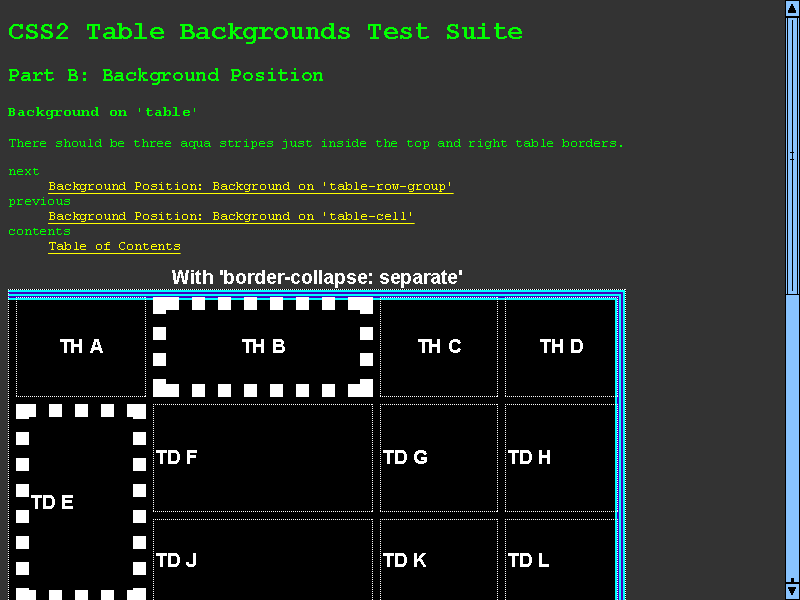 CSS2 Table Backgrounds Test Suite
Part B: Background Position
Background on 'table'
There should be three aqua stripes just inside the top and right table borders.
next
Background Position: Background on 'table-row-group'
previous
Background Position: Background on 'table-cell'
contents
Table of Contents
With 'border-collapse: separate'
TH A TH B TH C TH D
TD F TD G TD H
TD E
TD J TD K TD L